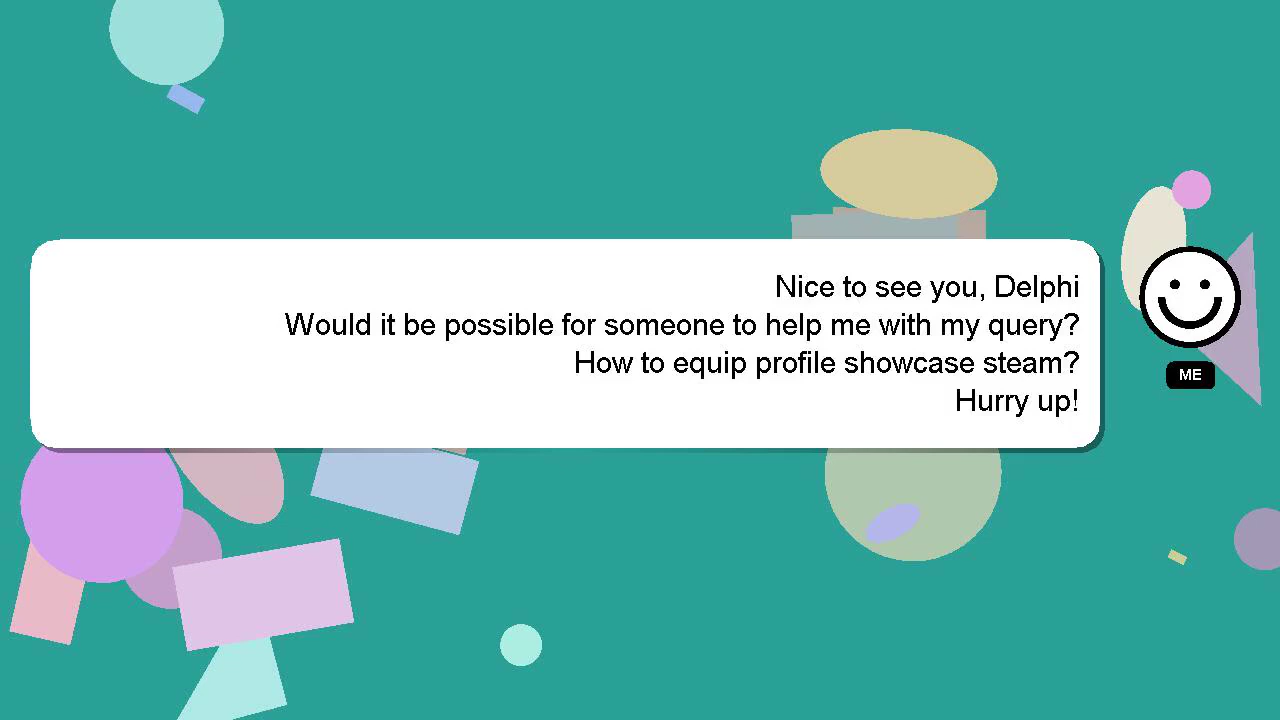 Nice to see you, Delphi
Would it be possible for someone to help me with my query?
How to equip profile showcase steam?
Hurry up!
ME